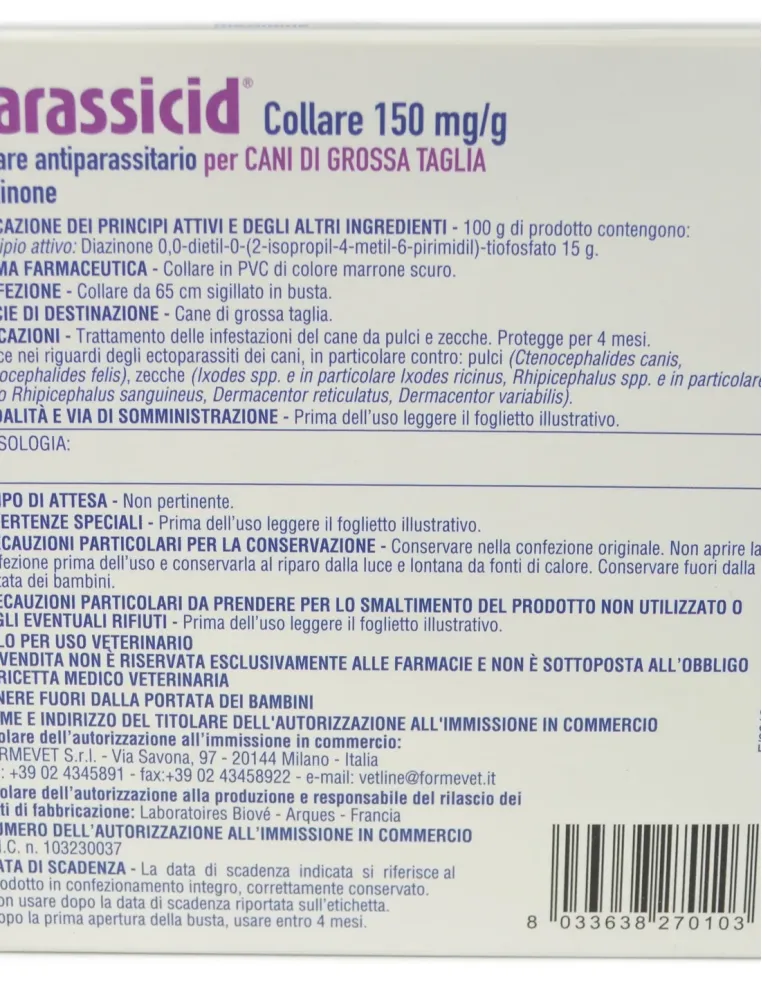 arassicid® Collare 150 mg/g
are antiparassitario per CANI DI GROSSA TAGLIA
inone
CAZIONE DEI PRINCIPI ATTIVI E DEGLI ALTRI INGREDIENTI - 100 g di prodotto contengono:
ipio attivo: Diazinone 0,0-dietil-0-(2-isopropil-4-metil-6-pirimidil)-tiofosfato 15 g.
MA FARMACEUTICA - Collare in PVC di colore marrone scuro.
FEZIONE - Collare da 65 cm sigillato in busta.
CIE DI DESTINAZIONE - Cane di grossa taglia.
CAZIONI - Trattamento delle infestazioni del cane da pulci e zecche. Protegge per 4 mesi.
ce nei riguardi degli ectoparassiti dei cani, in particolare contro: pulci (Ctenocephalides canis,
ocephalides felis), zecche (Ixodes spp. e in particolare Ixodes ricinus, Rhipicephalus spp. e in particolare
o Rhipicephalus sanguineus, Dermacentor reticulatus, Dermacentor variabilis).
DALITÀ E VIA DI SOMMINISTRAZIONE - Prima dell'uso leggere il foglietto illustrativo.
SOLOGIA:
IPO DI ATTESA - Non pertinente.
ERTENZE SPECIALI - Prima dell'uso leggere il foglietto illustrativo.
CAUZIONI PARTICOLARI PER LA CONSERVAZIONE - Conservare nella confezione originale. Non aprire la
fezione prima dell'uso e conservarla al riparo dalla luce e lontana da fonti di calore. Conservare fuori dalla
tata dei bambini.
ECAUZIONI PARTICOLARI DA PRENDERE PER LO SMALTIMENTO DEL PRODOTTO NON UTILIZZATO O
GLI EVENTUALI RIFIUTI - Prima dell'uso leggere il foglietto illustrativo.
LO PER USO VETERINARIO
VENDITA NON È RISERVATA ESCLUSIVAMENTE ALLE FARMACIE E NON È SOTTOPOSTA ALL'OBBLIGO
RICETTA MEDICO VETERINARIA
NERE FUORI DALLA PORTATA DEI BAMBINI
ME E INDIRIZZO DEL TITOLARE DELL'AUTORIZZAZIONE ALL'IMMISSIONE IN COMMERCIO
olare dell'autorizzazione all'immissione in commercio:
RMEVET S.r.l. - Via Savona, 97 - 20144 Milano - Italia
: +39 02 4345891 - fax:+39 02 43458922 - e-mail: vetline@formevet.it
olare dell'autorizzazione alla produzione e responsabile del rilascio dei
ti di fabbricazione: Laboratoires Biové - Arques - Francia
UMERO DELL'AUTORIZZAZIONE ALL'IMMISSIONE IN COMMERCIO
.C. n. 103230037
ATA DI SCADENZA - La data di scadenza indicata si riferisce al
odotto in confezionamento integro, correttamente conservato.
on usare dopo la data di scadenza riportata sull'etichetta.
opo la prima apertura della busta, usare entro 4 mesi.
8 033638 270103